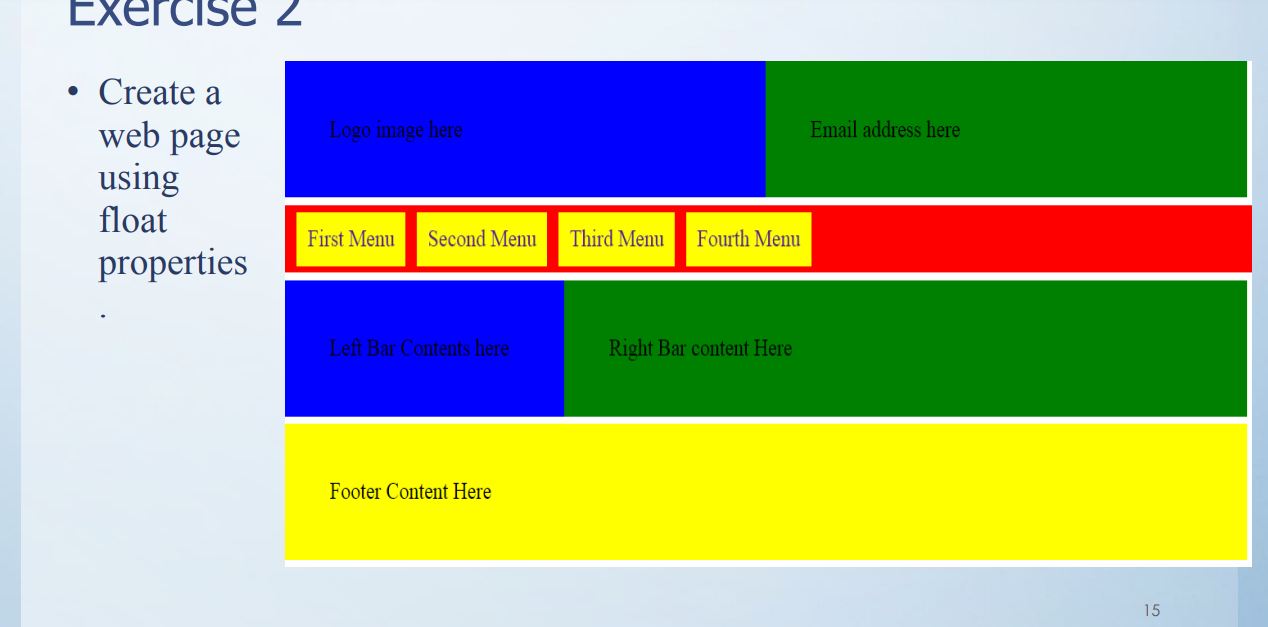 Exercise 2
• Create a
web page
using
float
properties
.
Logo image here
Email address here
First Menu
Second Menu
Third Menu
Fourth Menu
Left Bar Contents here
Right Bar content Here
Footer Content Here
15